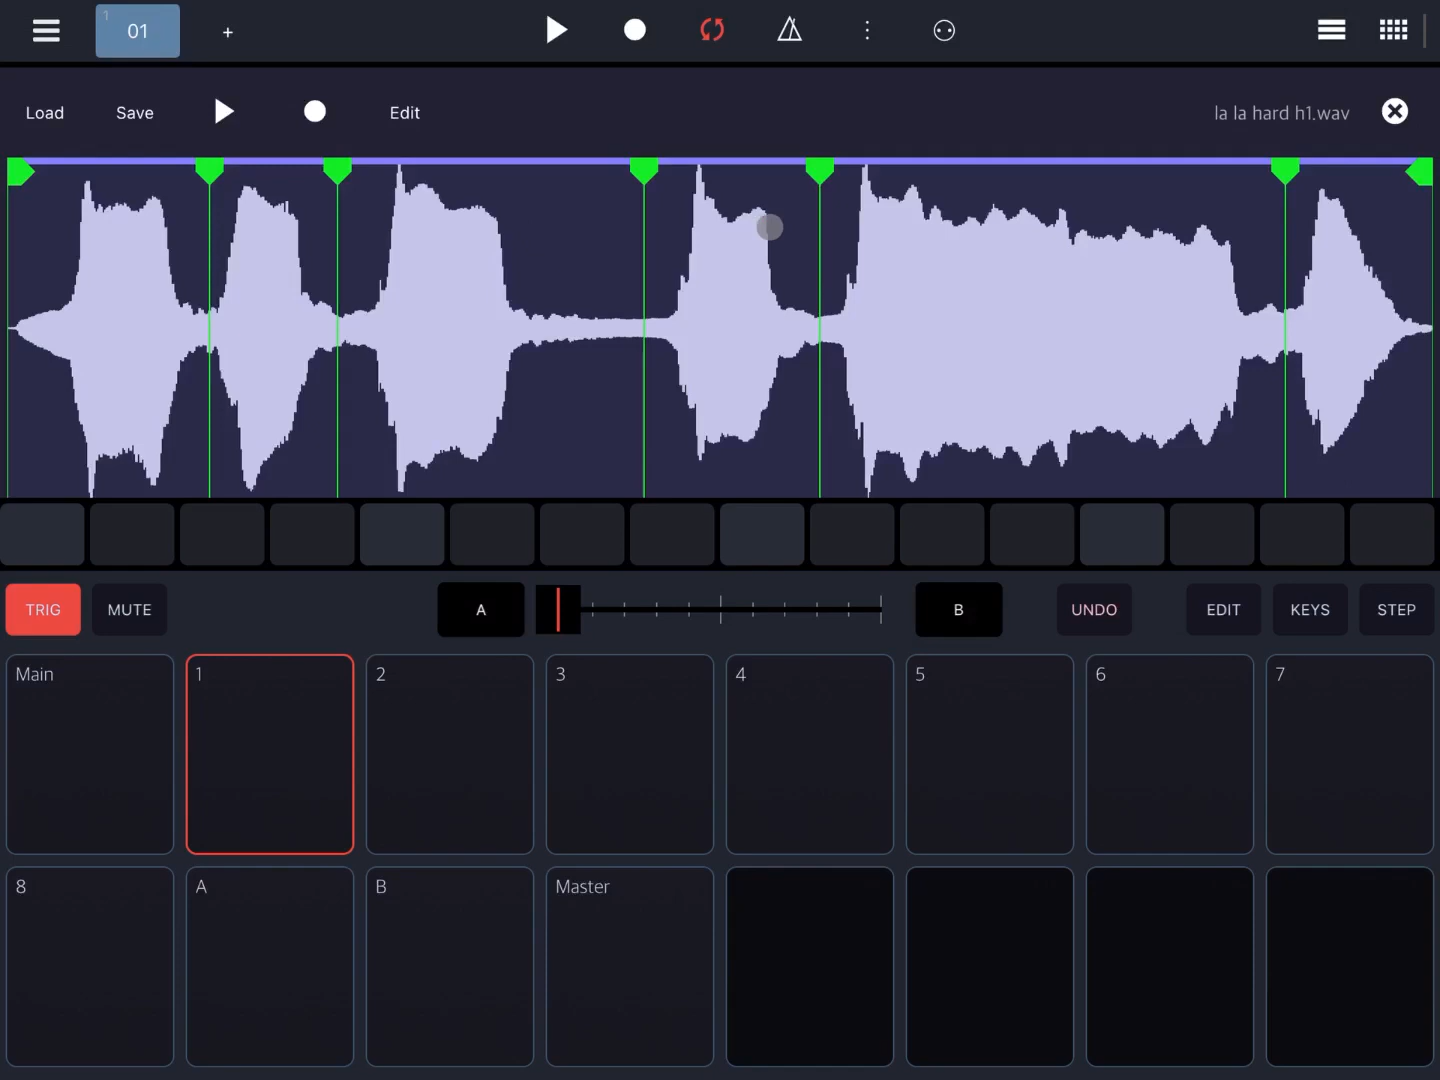 1
01
+
Load Save Edit la la hard h1.wav
TRIG MUTE A B UNDO EDIT KEYS STEP
Main 1 2 3 4 5 6 7
8 A B Master